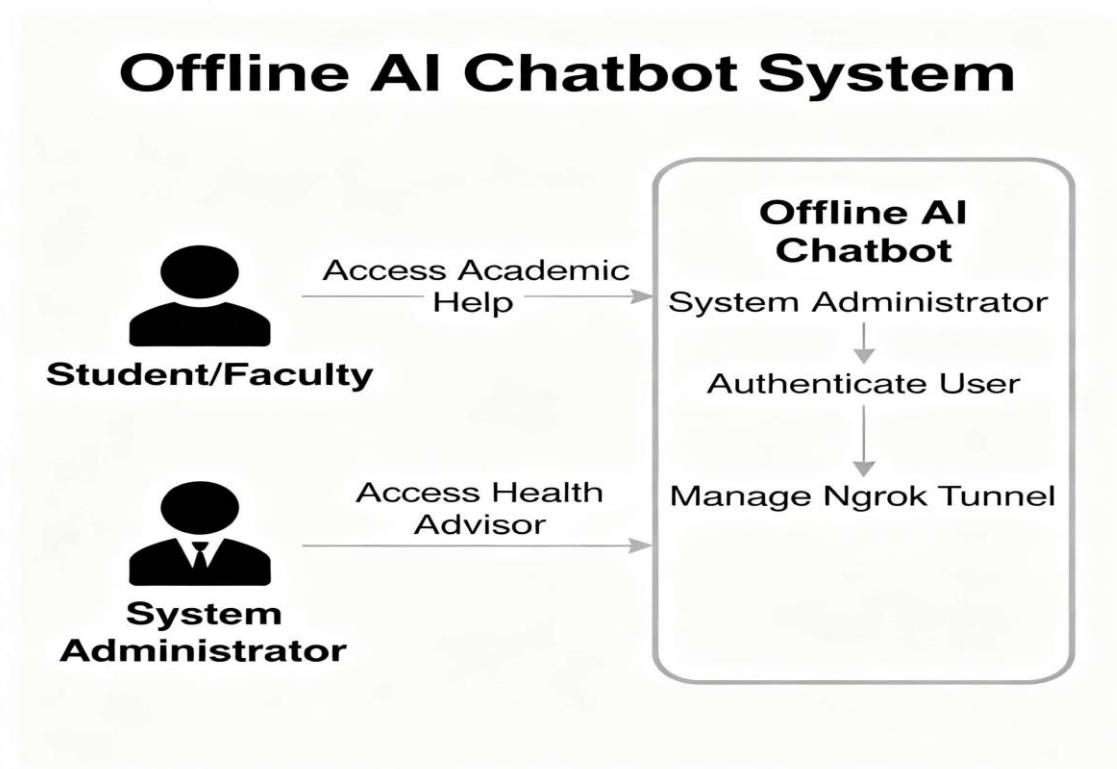 Offline AI Chatbot System
Access Academic
Help
Student/Faculty
Access Health
Advisor
System
Administrator
Offline AI
Chatbot
System Administrator
Authenticate User
Manage Ngrok Tunnel